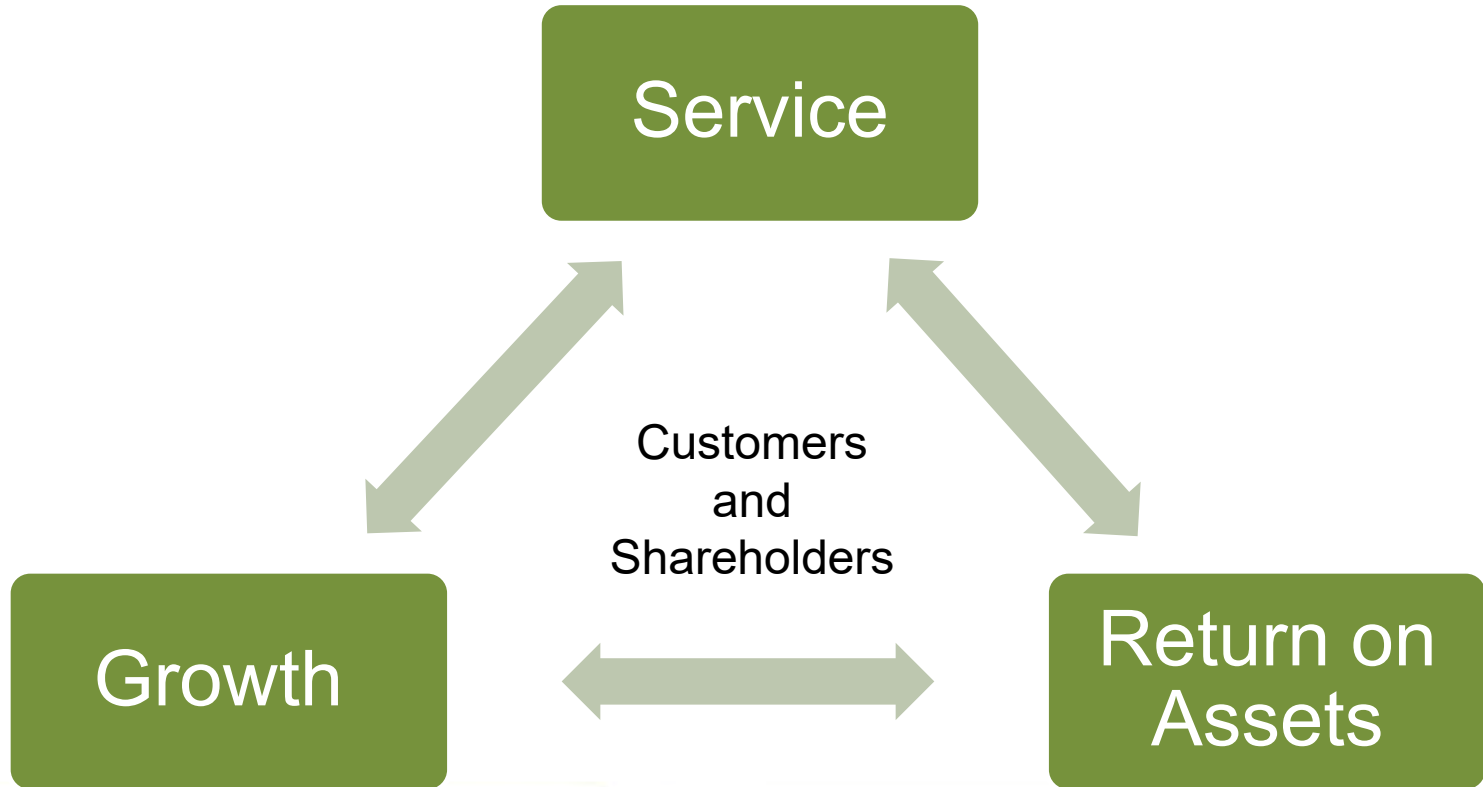 Service
Customers
and
Shareholders
Growth
Return on
Assets